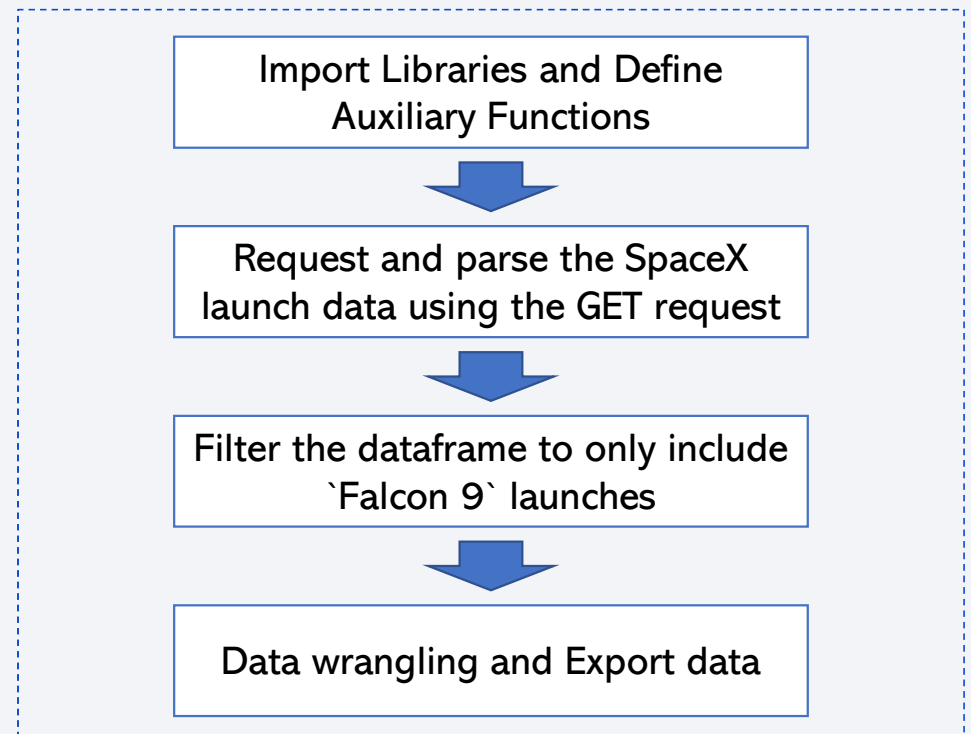 Import Libraries and Define
Auxiliary Functions
Request and parse the SpaceX
launch data using the GET request
Filter the dataframe to only include
`Falcon 9` launches
Data wrangling and Export data